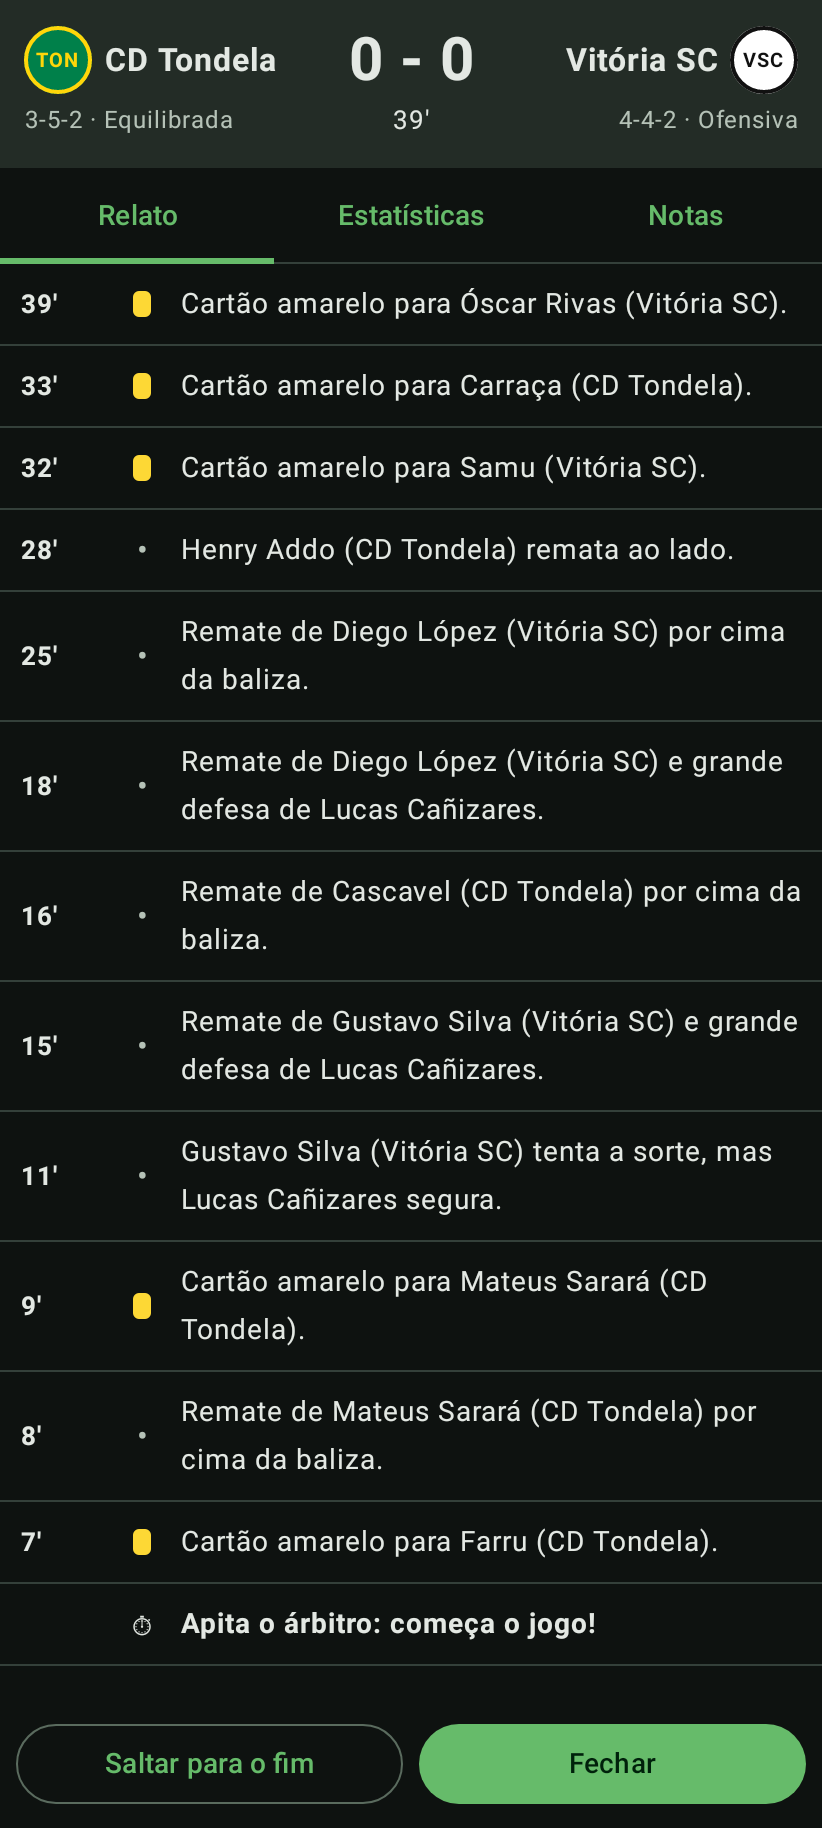 TON CD Tondela 0 - 0 Vitória SC VSC
3-5-2 · Equilibrada 39' 4-4-2 · Ofensiva
Relato Estatísticas Notas
39' Cartão amarelo para Óscar Rivas (Vitória SC).
33' Cartão amarelo para Carraça (CD Tondela).
32' Cartão amarelo para Samu (Vitória SC).
28' • Henry Addo (CD Tondela) remata ao lado.
25' • Remate de Diego López (Vitória SC) por cima
da baliza.
18' • Remate de Diego López (Vitória SC) e grande
defesa de Lucas Cañizares.
16' • Remate de Cascavel (CD Tondela) por cima da
baliza.
15' • Remate de Gustavo Silva (Vitória SC) e grande
defesa de Lucas Cañizares.
11' • Gustavo Silva (Vitória SC) tenta a sorte, mas
Lucas Cañizares segura.
9' Cartão amarelo para Mateus Sarará (CD
Tondela).
8' • Remate de Mateus Sarará (CD Tondela) por
cima da baliza.
7' Cartão amarelo para Farru (CD Tondela).
⏱ Apita o árbitro: começa o jogo!
Saltar para o fim Fechar